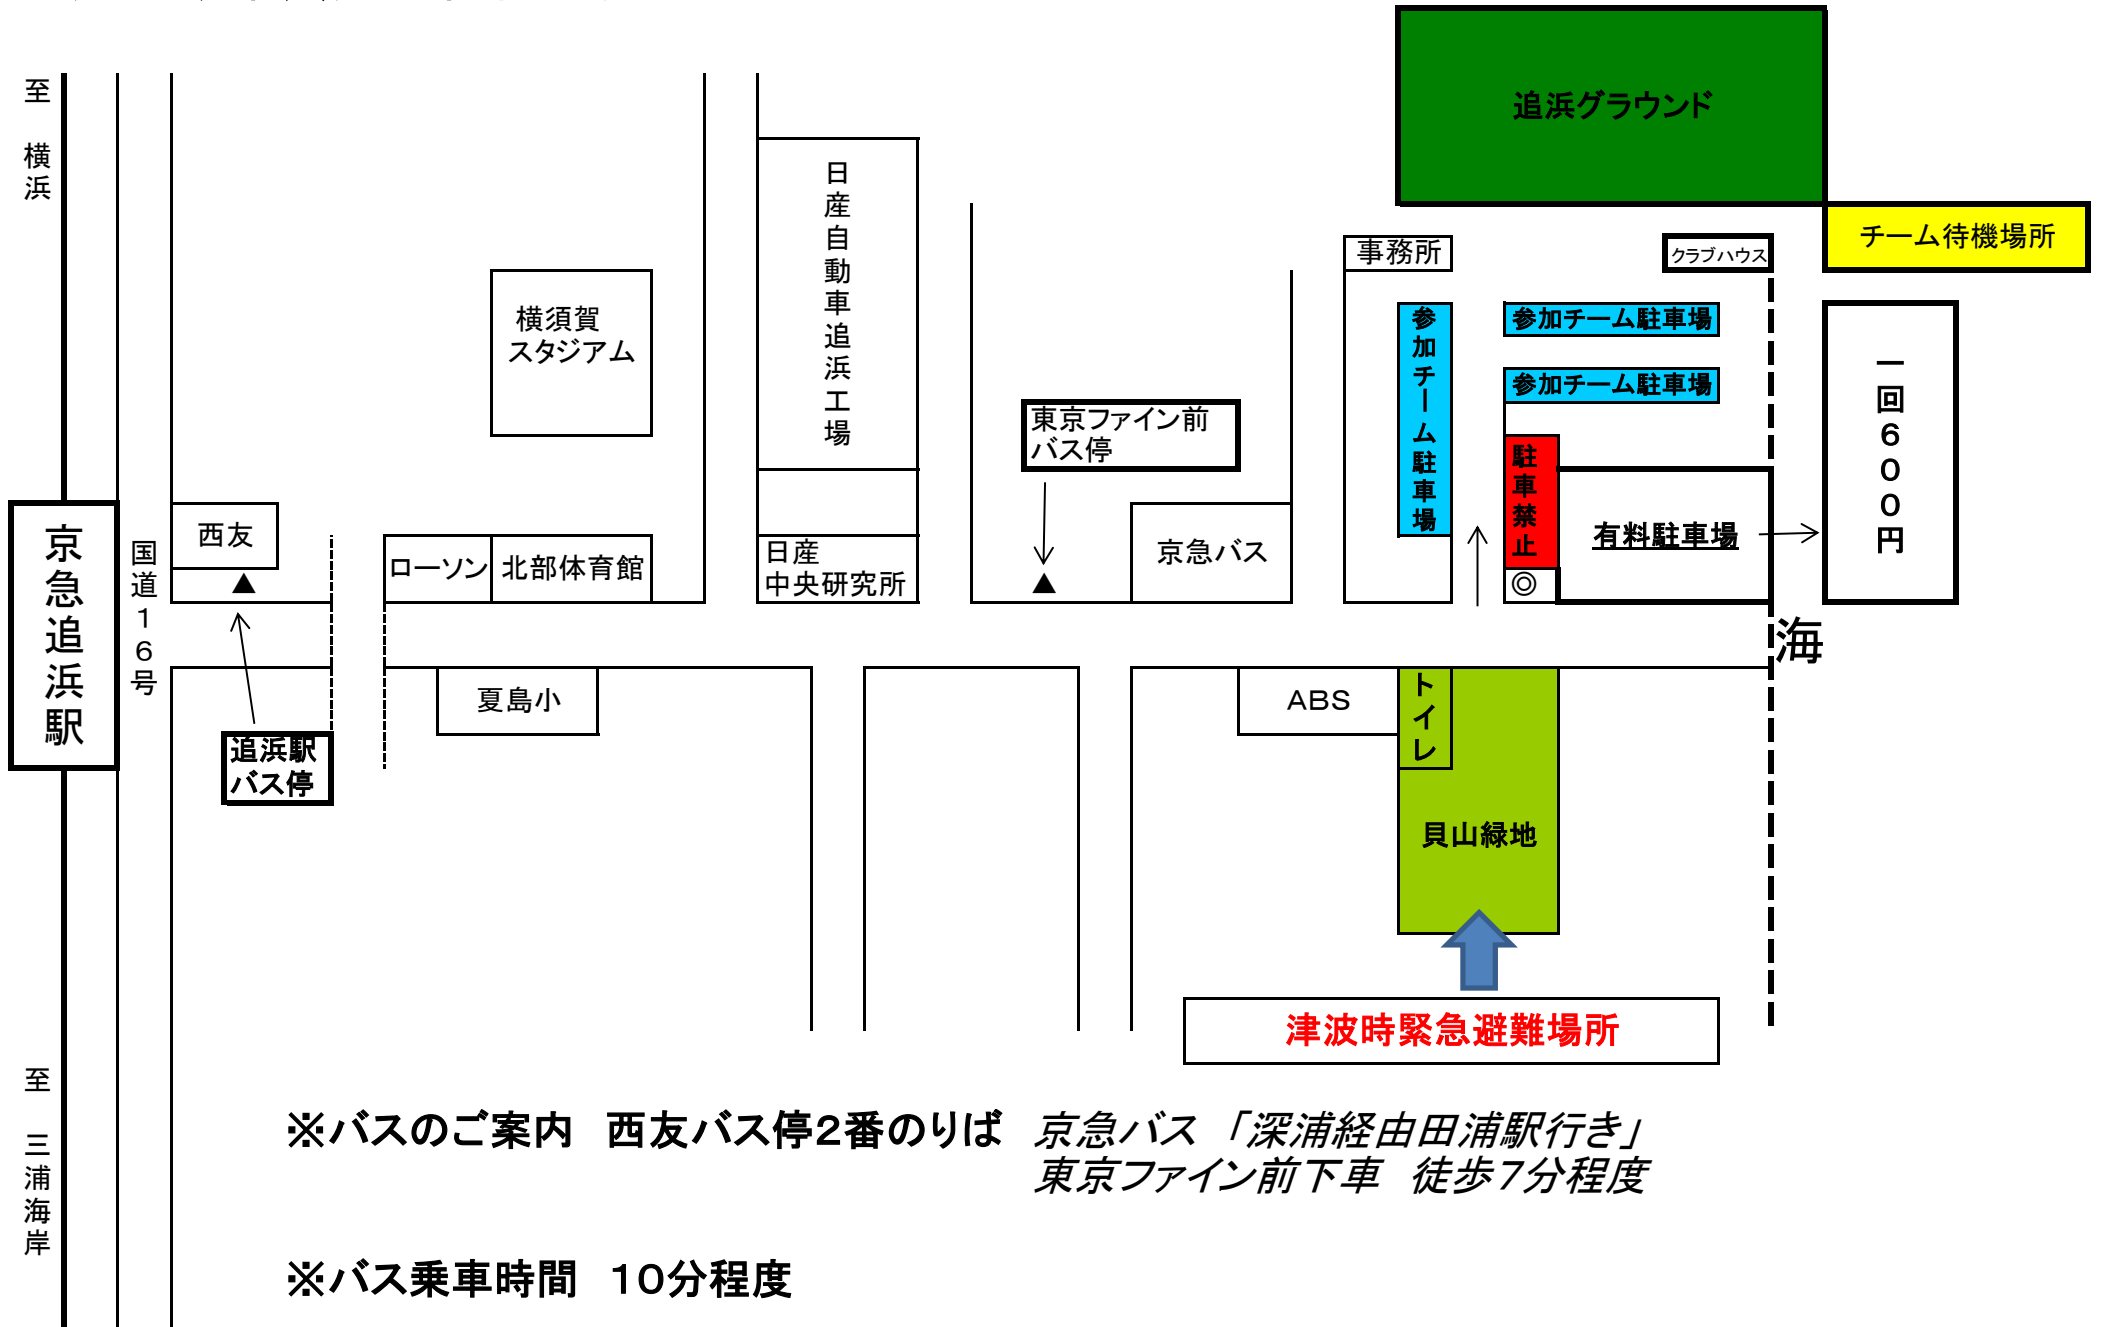 至 横浜
追浜グラウンド
チーム待機場所
事務所
クラブハウス
日産自動車追浜工場
横須賀
スタジアム
参加チーム駐車場
参加チーム駐車場
参加チーム駐車場
一回600円
東京ファイン前
バス停
駐車禁止
有料駐車場
◎
京急追浜駅
国道16号
西友
▲
ローソン
北部体育館
日産
中央研究所
▲
京急バス
海
追浜駅
バス停
夏島小
ABS
トイレ
貝山緑地
津波時緊急避難場所
至 三浦海岸
※バスのご案内 西友バス停2番のりば 京急バス 「深浦経由田浦駅行き」
東京ファイン前下車 徒歩7分程度
※バス乗車時間 10分程度